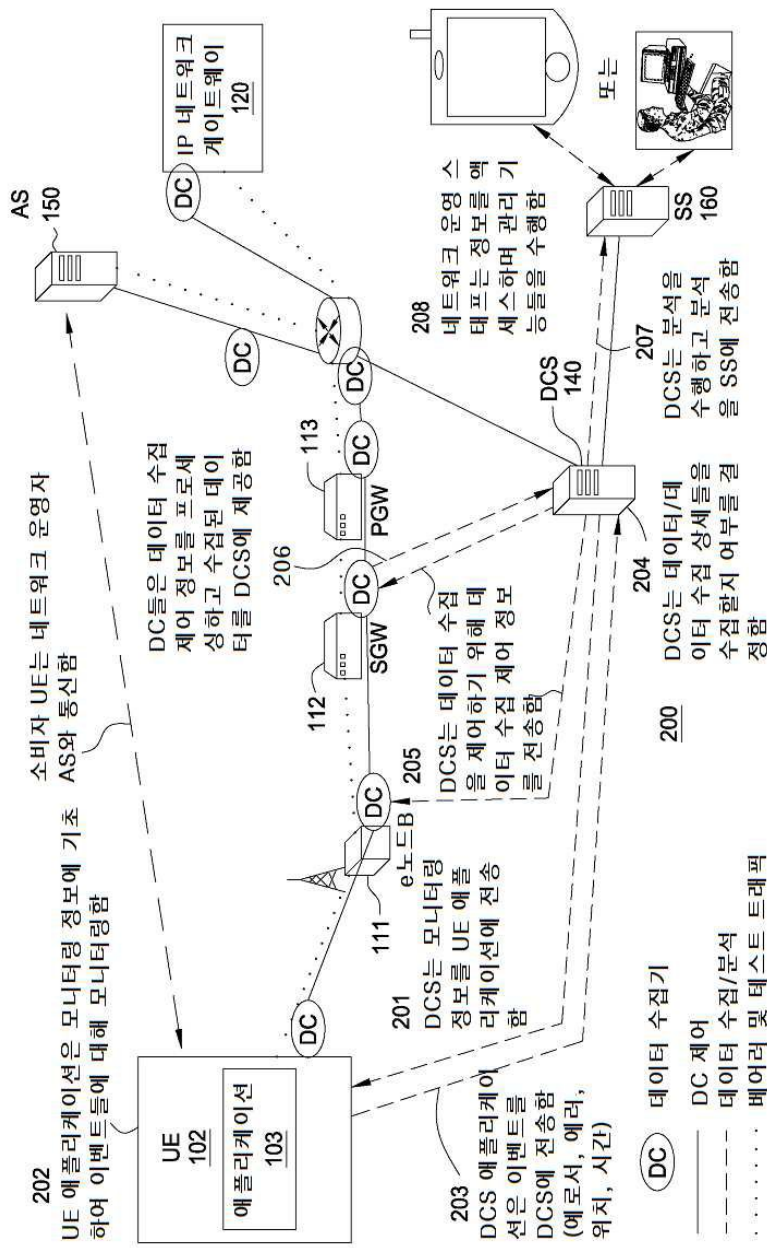 202
UE 애플리케이션은 모니터링 정보에 기초
하여 이벤트들에 대해 모니터링함
소비자 UE는 네트워크 운영자
AS와 통신함
AS
150
UE
102
애플리케이션
103
DC
DC들은 데이터 수집
제어 정보를 프로세
싱하고 수집된 데이
터를 DCS에 제공함
DC
DC
IP 네트워크
게이트웨이
120
e노드B
111
DC
112
SGW
DC
206
113
PGW
DC
DC
201
DCS는 모니터링
정보를 UE 애플
리케이션에 전송
함
205
DCS는 데이터 수집
을 제어하기 위해 데
이터 수집 제어 정보
를 전송함
208
네트워크 운영 스
태프는 정보를 액
세스하며 관리 기
능들을 수행함
또는
203
DCS 애플리케이
션은 이벤트를
DCS에 전송함
(예로서, 에러,
위치, 시간)
DCS
140
204
DCS는 데이터/데
이터 수집 상세들을
수집할지 여부를 결
정함
207
DCS는 분석을
수행하고 분석
을 SS에 전송함
SS
160
200
DC
데이터 수집기
DC 제어
데이터 수집/분석
베어러 및 테스트 트래픽